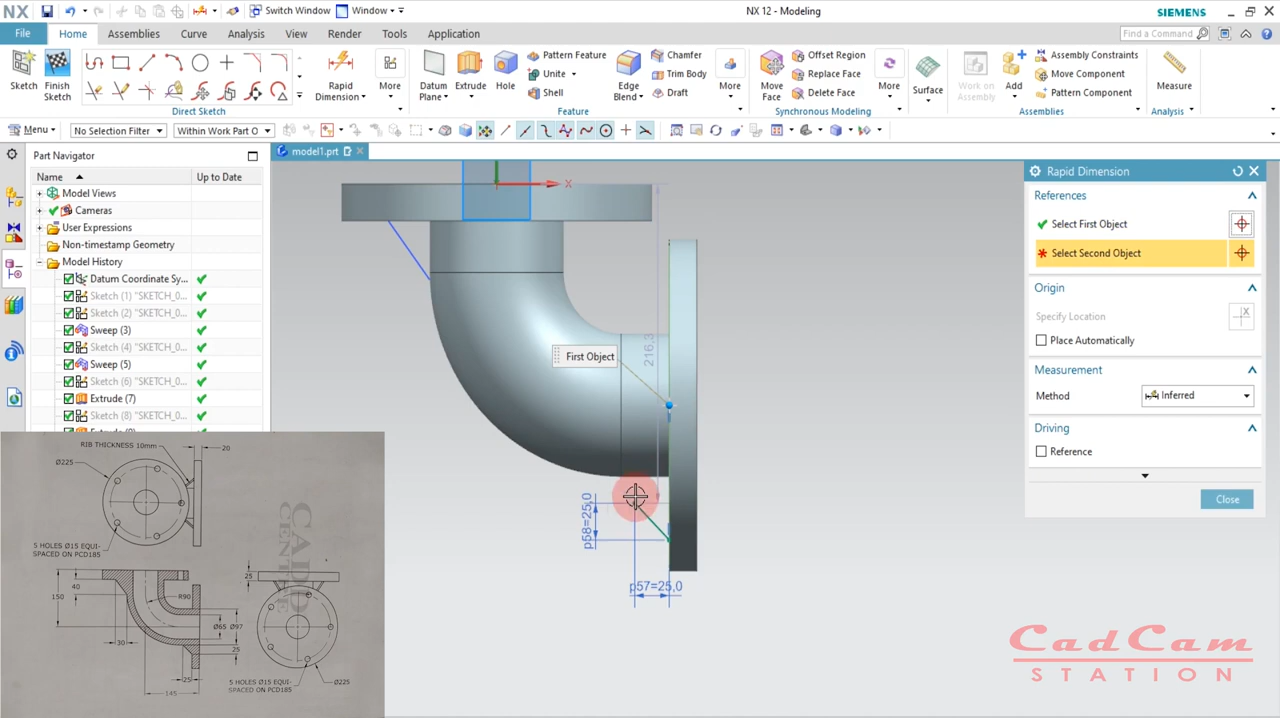 NX
Switch Window
Window
NX 12 - Modeling
SIEMENS
File
Home
Assemblies
Curve
Analysis
View
Render
Tools
Application
Find a Command
Sketch
Finish
Sketch
Direct Sketch
Rapid
Dimension
More
Datum
Plane
Extrude
Hole
Pattern Feature
Unite
Shell
Edge
Blend
Chamfer
Trim Body
Draft
More
Feature
Move
Face
Offset Region
Replace Face
Delete Face
More
Synchronous Modeling
Surface
Work on
Assembly
Add
Assembly Constraints
Move Component
Pattern Component
Assemblies
Measure
Analysis
Menu
No Selection Filter
Within Work Part O
Part Navigator
Name
Up to Date
Model Views
Cameras
User Expressions
Non-timestamp Geometry
Model History
Datum Coordinate Sy...
Sketch (1) "SKETCH_0...
Sketch (2) "SKETCH_0...
Sweep (3)
Sketch (4) "SKETCH_0...
Sweep (5)
Sketch (6) "SKETCH_0...
Extrude (7)
Sketch (8) "SKETCH_0...
model1.prt
X
216,3
First Object
p58=25,0
p57=25,0
Rapid Dimension
References
Select First Object
Select Second Object
Origin
Specify Location
Place Automatically
Measurement
Method
Inferred
Driving
Reference
Close
RIB THICKNESS 10mm
20
Ø225
5 HOLES Ø15 EQUI-
SPACED ON PCD185
CADD
CENTRE
25
40
150
R90
Ø65
Ø97
30
25
25
145
5 HOLES Ø15 EQUI-
SPACED ON PCD185
Ø225
CadCam
STATION